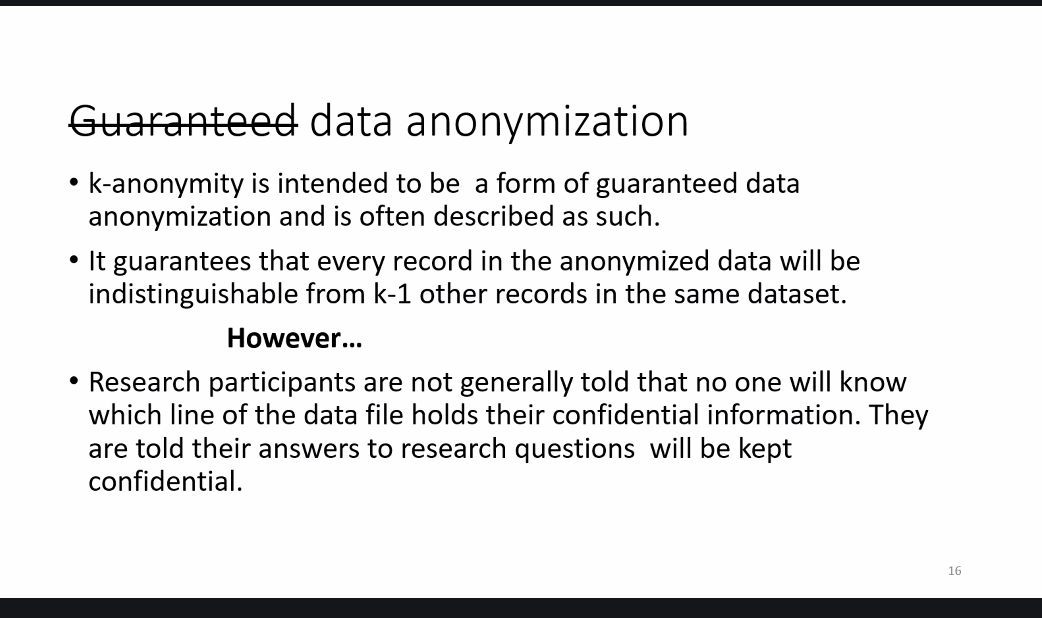 Guaranteed data anonymization
• k-anonymity is intended to be  a form of guaranteed data
anonymization and is often described as such.
• It guarantees that every record in the anonymized data will be
indistinguishable from k-1 other records in the same dataset.
However…
• Research participants are not generally told that no one will know
which line of the data file holds their confidential information. They
are told their answers to research questions  will be kept
confidential.
16